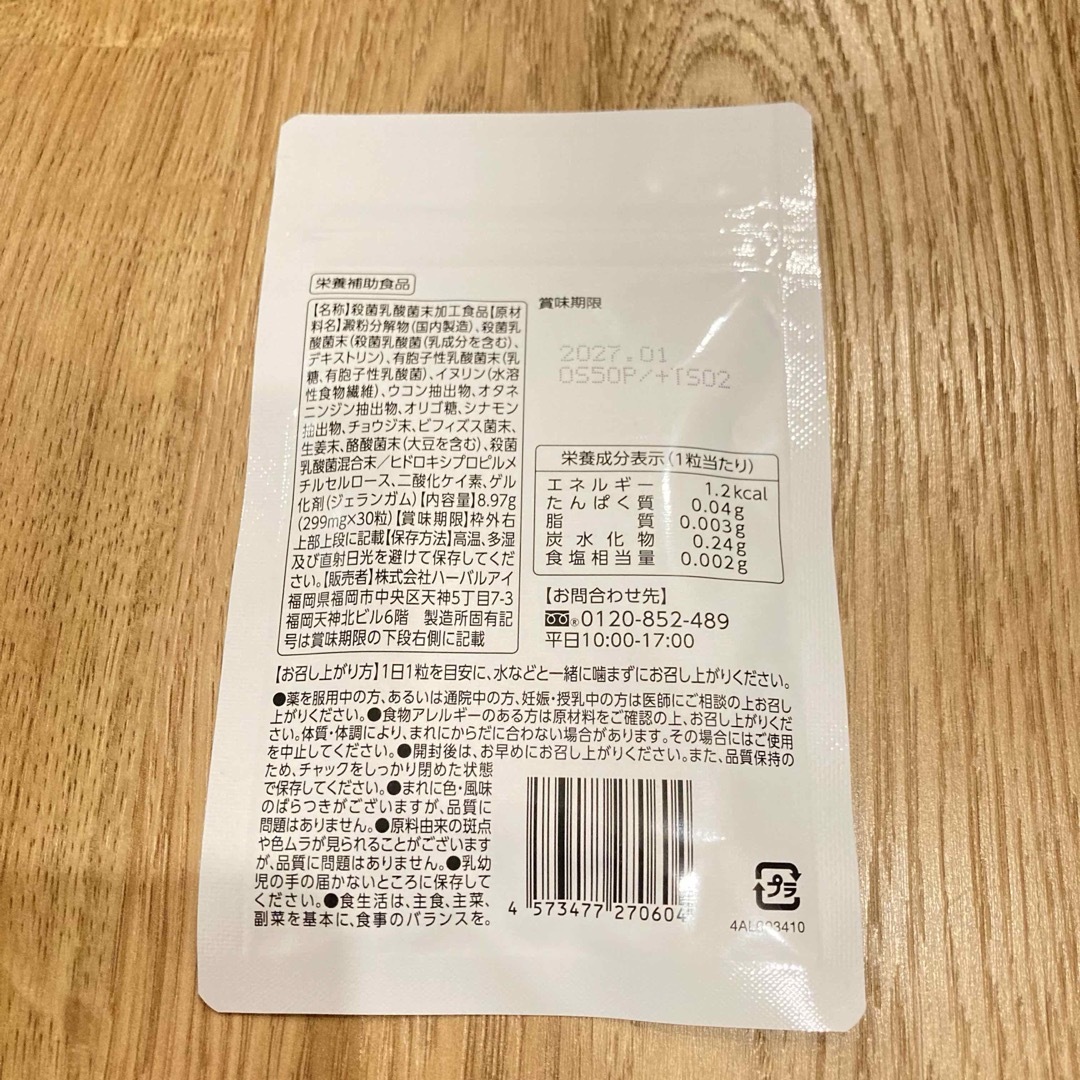 栄養補助食品
【名称】殺菌乳酸菌末加工食品【原材
料名】澱粉分解物(国内製造)、殺菌乳
酸菌末(殺菌乳酸菌(乳成分を含む)、
デキストリン)、有胞子性乳酸菌末(乳
糖、有胞子性乳酸菌)、イヌリン(水溶
性食物繊維)、ウコン抽出物、オタネ
ニンジン抽出物、オリゴ糖、シナモン
抽出物、チョウジ末、ビフィズス菌末、
生姜末、酪酸菌末(大豆を含む)、殺菌
乳酸菌混合末/ヒドロキシプロピルメ
チルセルロース、二酸化ケイ素、ゲル
化剤(ジェランガム)【内容量】8.97g
(299mg×30粒)【賞味期限】枠外右
上部上段に記載【保存方法】高温、多湿
及び直射日光を避けて保存してくだ
さい。【販売者】株式会社ハーバルアイ
福岡県福岡市中央区天神5丁目7-3
福岡天神北ビル6階 製造所固有記
号は賞味期限の下段右側に記載
賞味期限
2027.01
OS50P/+TS02
栄養成分表示(1粒当たり)
エネルギー 1.2kcal
たんぱく質 0.04g
脂質 0.003g
炭水化物 0.24g
食塩相当量 0.002g
【お問合わせ先】
0120-852-489
平日10:00-17:00
【お召し上がり方】1日1粒を目安に、水などと一緒に噛まずにお召し上がりください。
●薬を服用中の方、あるいは通院中の方、妊娠・授乳中の方は医師にご相談の上お召し
上がりください。●食物アレルギーのある方は原材料をご確認の上、お召し上がりくだ
さい。体質・体調により、まれにからだに合わない場合があります。その場合にはご使用
を中止してください。●開封後は、お早めにお召し上がりください。また、品質保持の
ため、チャックをしっかり閉めた状態
で保存してください。●まれに色・風味
のばらつきがございますが、品質に
問題はありません。●原料由来の斑点
や色ムラが見られることがございます
が、品質に問題はありません。●乳幼
児の手の届かないところに保存して
ください。●食生活は、主食、主菜、
副菜を基本に、食事のバランスを。
4 573477 270604
プラ
4AL003410